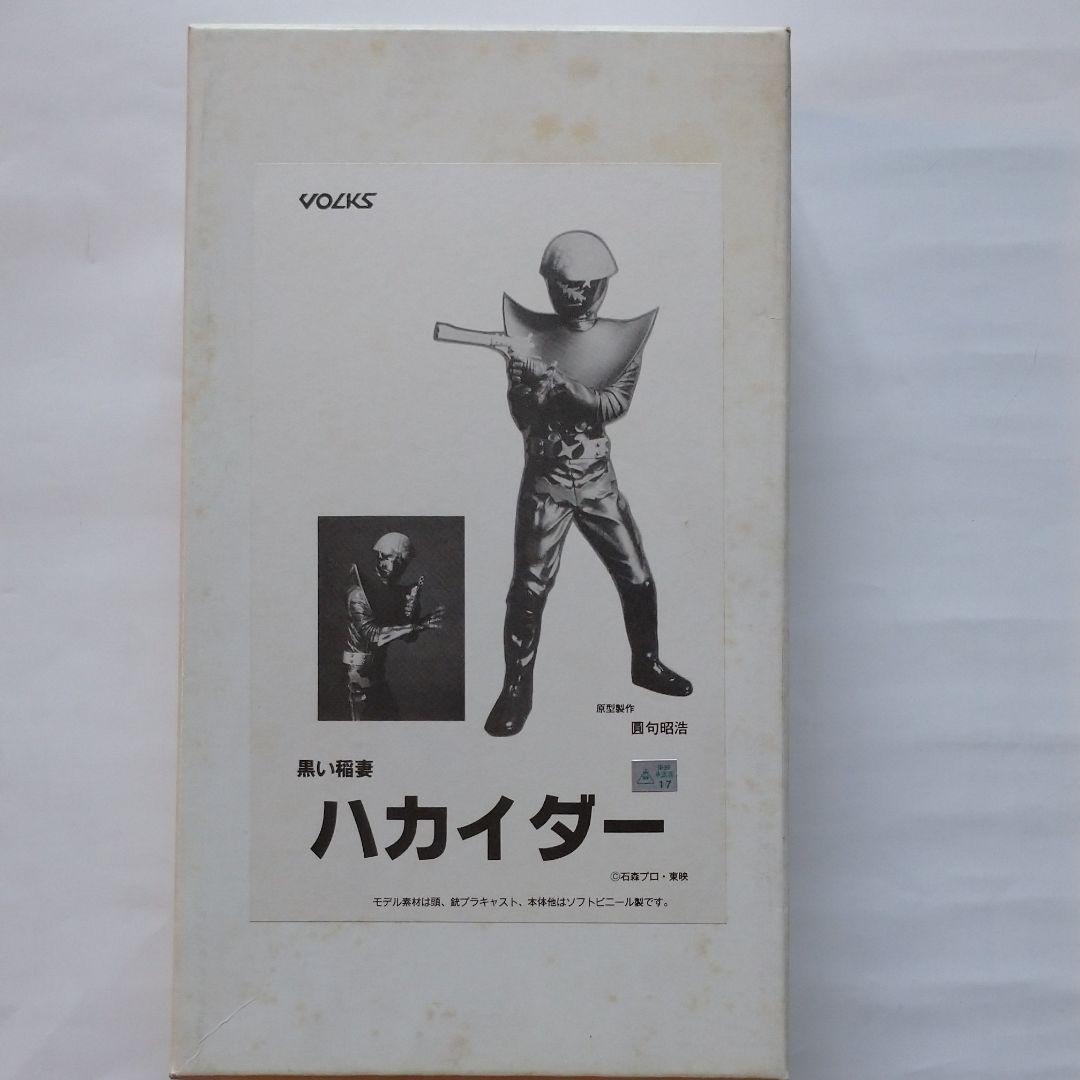 VOLKS
原型製作
圓句昭浩
黒い稲妻
17
ハカイダー
©石森プロ・東映
モデル素材は頭、銃プラキャスト、本体他はソフトビニール製です。